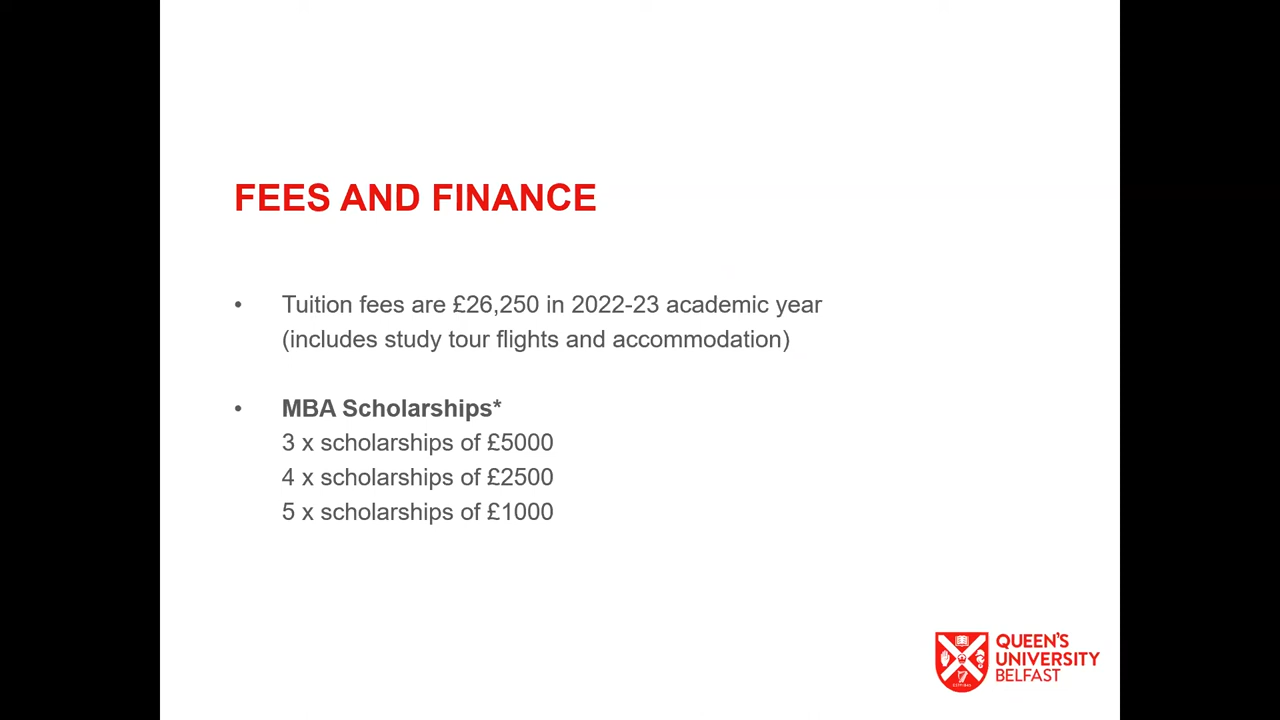 FEES AND FINANCE
• Tuition fees are £26,250 in 2022-23 academic year
(includes study tour flights and accommodation)
• MBA Scholarships*
3 x scholarships of £5000
4 x scholarships of £2500
5 x scholarships of £1000
QUEEN'S
UNIVERSITY
BELFAST